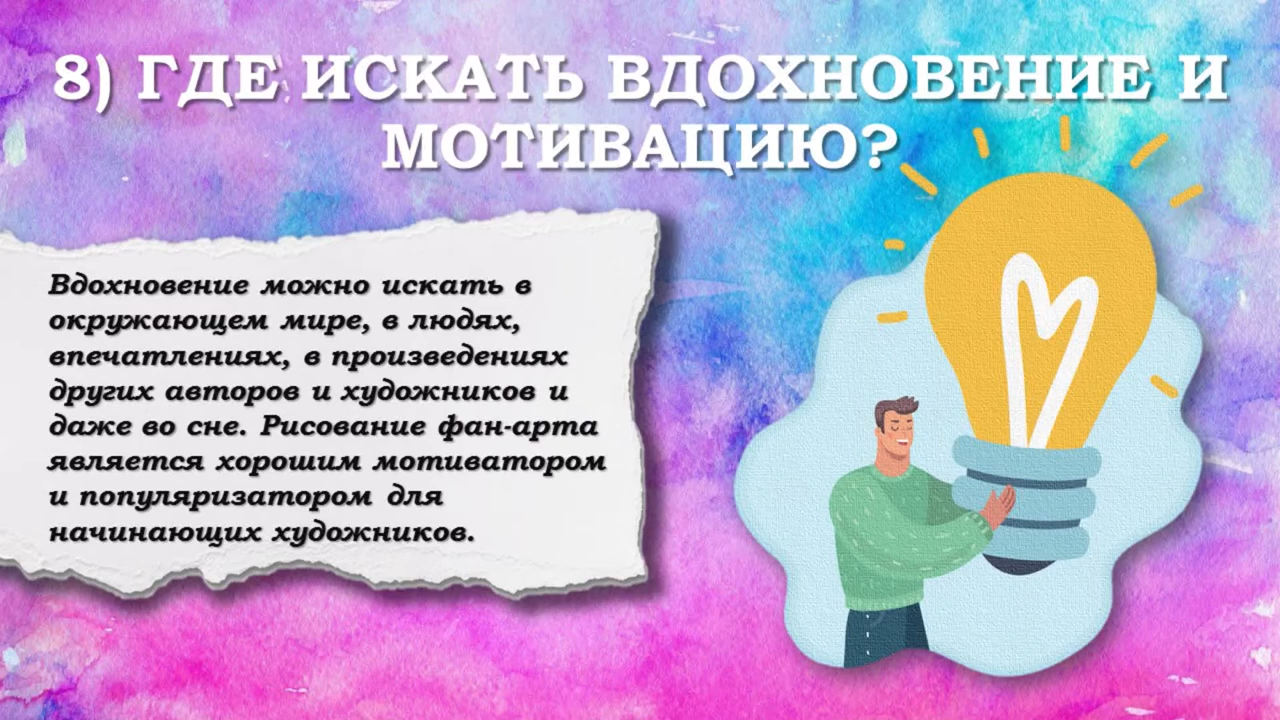 8) ГДЕ ИСКАТЬ ВДОХНОВЕНИЕ И
МОТИВАЦИЮ?
Вдохновение можно искать в
окружающем мире, в людях,
впечатлениях, в произведениях
других авторов и художников и
даже во сне. Рисование фан-арта
является хорошим мотиватором
и популяризатором для
начинающих художников.